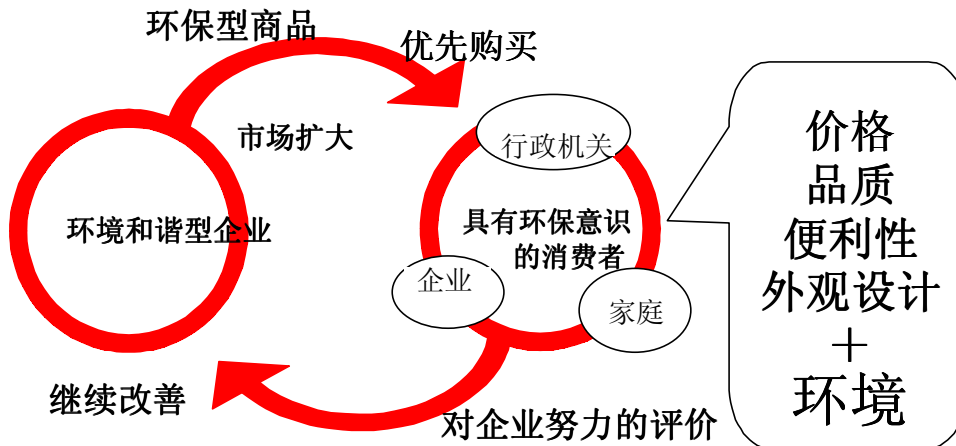 环保型商品
优先购买
市场扩大
环境和谐型企业
行政机关
具有环保意识
的消费者
企业
家庭
继续改善
对企业努力的评价
价格
品质
便利性
外观设计
+
环境